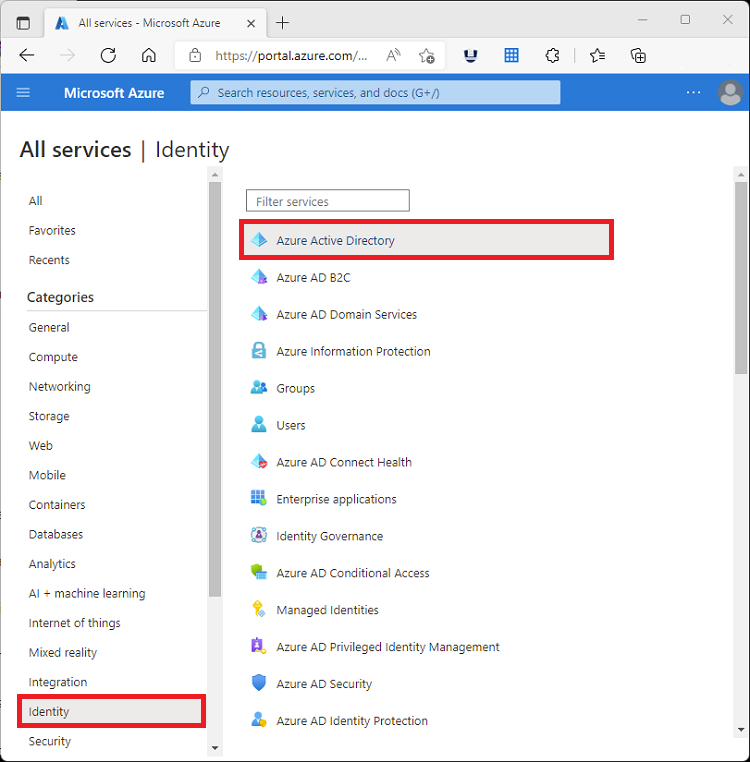 All services - Microsoft Azure
https://portal.azure.com/...
Microsoft Azure
Search resources, services, and docs (G+/)
All services | Identity
All
Favorites
Recents
Categories
General
Compute
Networking
Storage
Web
Mobile
Containers
Databases
Analytics
AI + machine learning
Internet of things
Mixed reality
Integration
Identity
Security
Filter services
Azure Active Directory
Azure AD B2C
Azure AD Domain Services
Azure Information Protection
Groups
Users
Azure AD Connect Health
Enterprise applications
Identity Governance
Azure AD Conditional Access
Managed Identities
Azure AD Privileged Identity Management
Azure AD Security
Azure AD Identity Protection